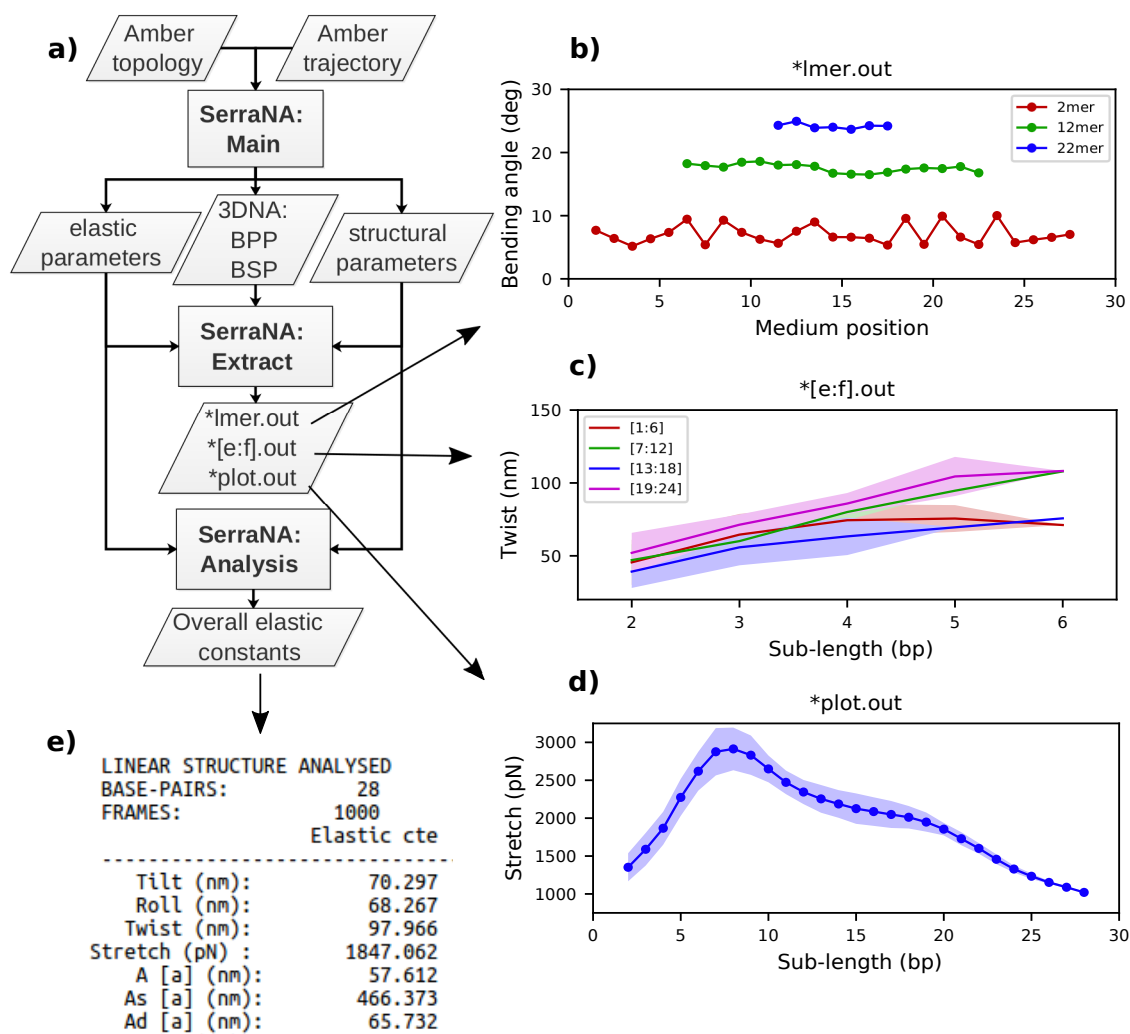 a)
Amber
topology
Amber
trajectory
SerraNA:
Main
elastic
parameters
3DNA:
BPP
BSP
structural
parameters
SerraNA:
Extract
*lmer.out
*[e:f].out
*plot.out
SerraNA:
Analysis
Overall elastic
constants
b)
*lmer.out
Bending angle (deg)
30
20
10
0
2mer
12mer
22mer
0 5 10 15 20 25 30
Medium position
c)
*[e:f].out
Twist (nm)
150
100
50
[1:6]
[7:12]
[13:18]
[19:24]
2 3 4 5 6
Sub-length (bp)
d)
*plot.out
Stretch (pN)
3000
2500
2000
1500
1000
0 5 10 15 20 25 30
Sub-length (bp)
e)
LINEAR STRUCTURE ANALYSED
BASE-PAIRS: 28
FRAMES: 1000
Elastic cte
------------------------------
Tilt (nm): 70.297
Roll (nm): 68.267
Twist (nm): 97.966
Stretch (pN) : 1847.062
A [a] (nm): 57.612
As [a] (nm): 466.373
Ad [a] (nm): 65.732